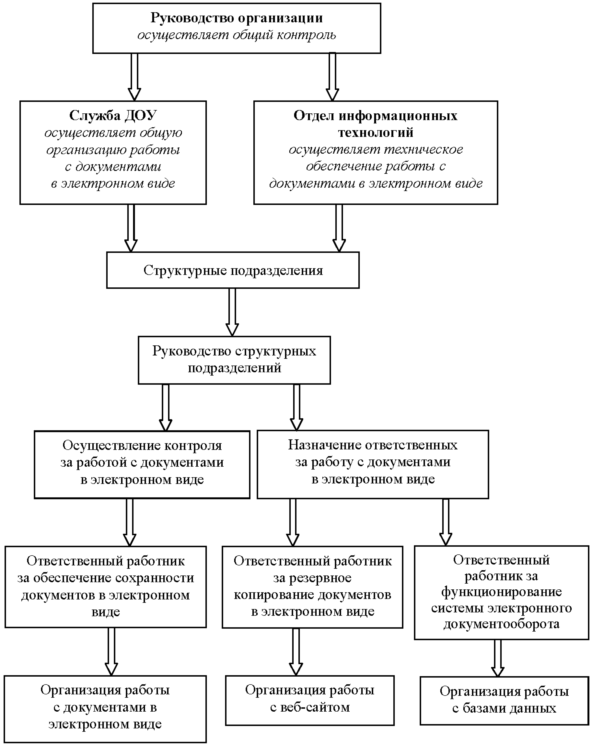 Руководство организации
осуществляет общий контроль
Служба ДОУ
осуществляет общую
организацию работы
с документами
в электронном виде
Отдел информационных
технологий
осуществляет техническое
обеспечение работы с
документами в электронном виде
Структурные подразделения
Руководство структурных
подразделений
Осуществление контроля
за работой с документами
в электронном виде
Назначение ответственных
за работу с документами
в электронном виде
Ответственный работник
за обеспечение сохранности
документов в электронном
виде
Ответственный работник
за резервное
копирование документов
в электронном виде
Ответственный
работник за
функционирование
системы электронного
документооборота
Организация работы
с документами в
электронном виде
Организация работы
с веб-сайтом
Организация работы
с базами данных